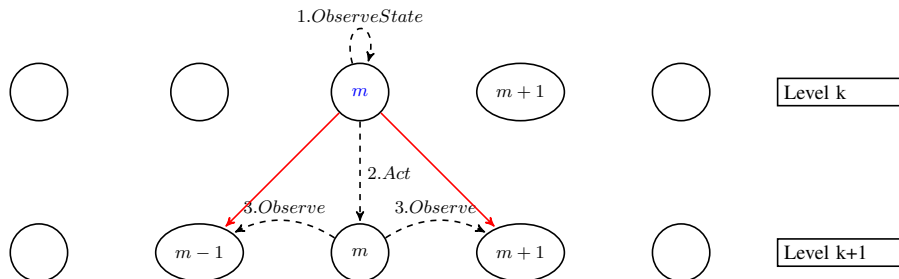 1.ObserveState
m
m + 1
Level k
2.Act
3.Observe
3.Observe
m − 1
m
m + 1
Level k+1